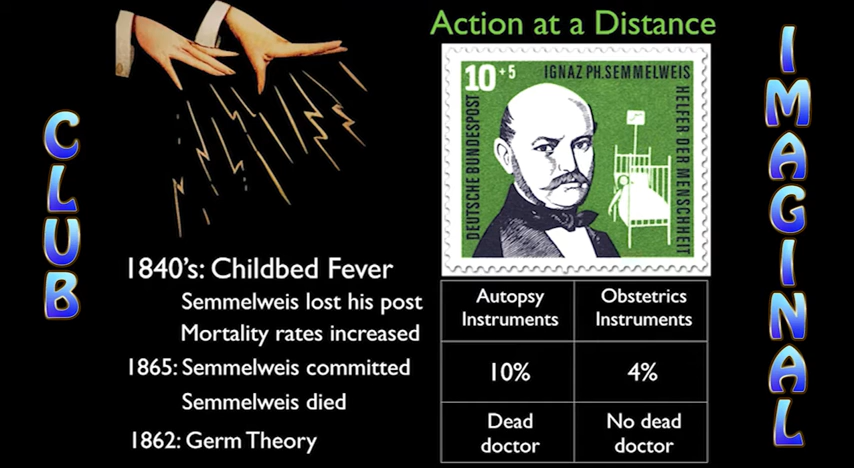 Action at a Distance
CLUB
IMAGINAL
10+5
IGNAZ PH.SEMMELWEIS
DEUTSCHE BUNDESPOST
HELFER DER MENSCHHEIT
1840's: Childbed Fever
Semmelweis lost his post
Mortality rates increased
1865: Semmelweis committed
Semmelweis died
1862: Germ Theory
Autopsy
Instruments
Obstetrics
Instruments
10%
4%
Dead
doctor
No dead
doctor